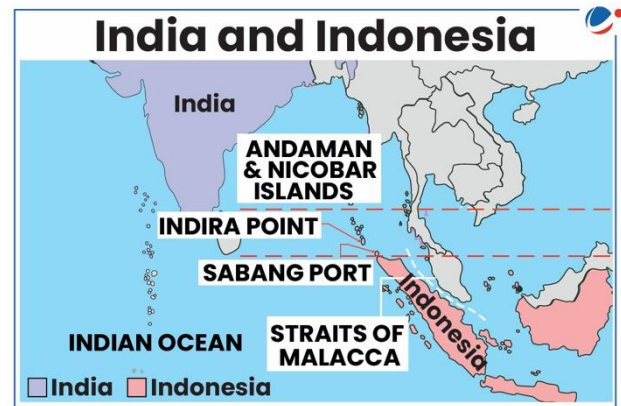 India and Indonesia
India
ANDAMAN
& NICOBAR
ISLANDS
INDIRA POINT
SABANG PORT
INDIAN OCEAN
STRAITS OF
MALACCA
Indonesia
India
Indonesia